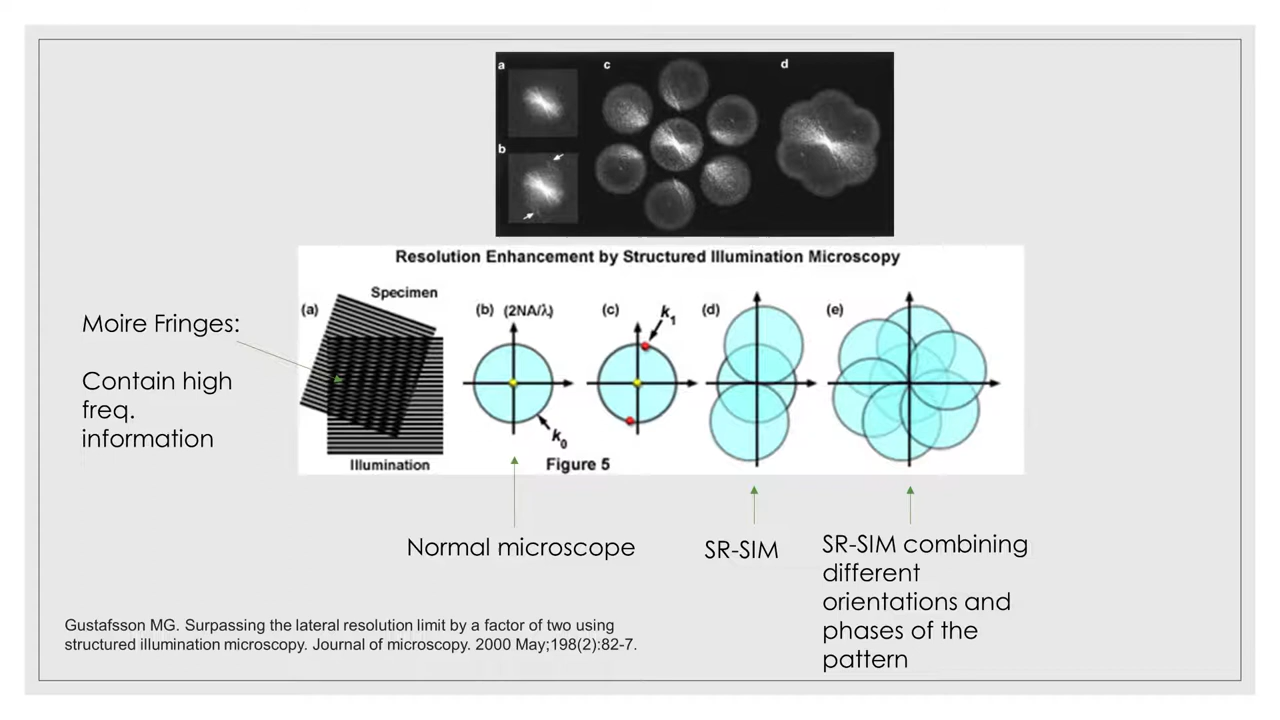 a
b
c
d
Resolution Enhancement by Structured Illumination Microscopy
(a)
Specimen
Illumination
(b) (2NA/λ)
k0
(c)
k1
(d)
(e)
Figure 5
Moire Fringes:
Contain high
freq.
information
Normal microscope
SR-SIM
SR-SIM combining
different
orientations and
phases of the
pattern
Gustafsson MG. Surpassing the lateral resolution limit by a factor of two using
structured illumination microscopy. Journal of microscopy. 2000 May;198(2):82-7.